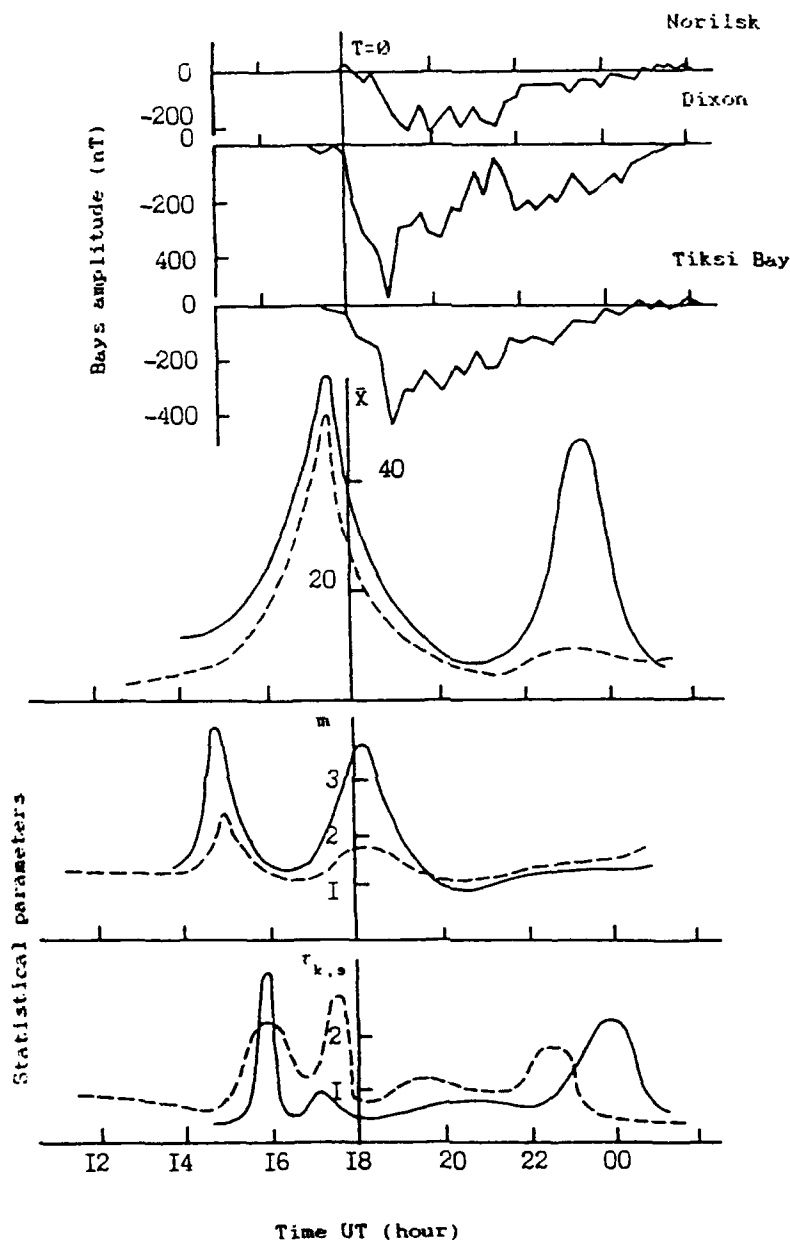 Norilsk
T=0
0
Dixon
-200
0
-200
400
Tiksi Bay
0
-200
-400
Bays amplitude (nT)
x̄
40
20
m
3
2
I
τ k,s
2
I
Statistical parameters
I2 I4 I6 I8 20 22 00
Time UT (hour)